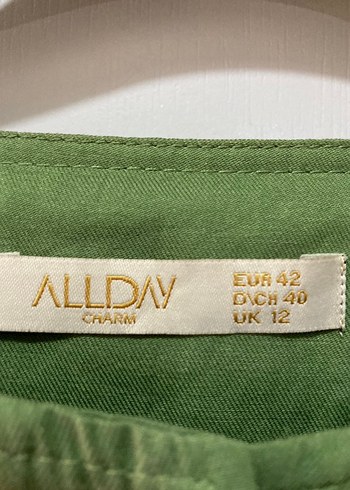 ALLDAY
CHARM
EUR 42
D\CH 40
UK 12